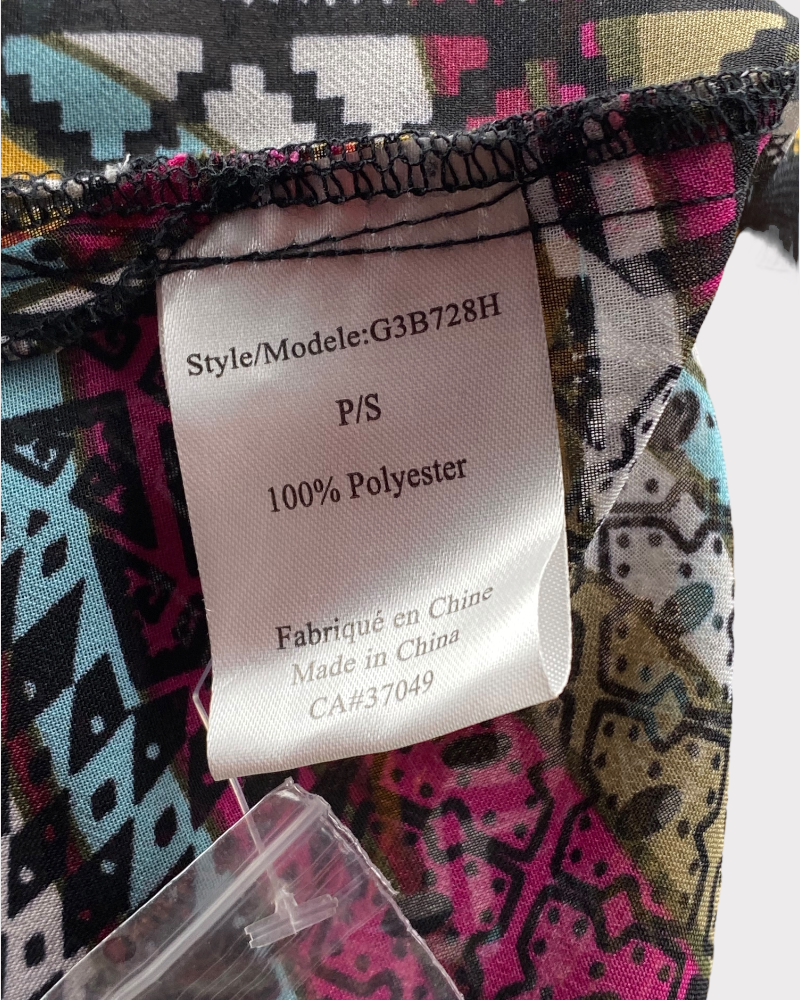 Style/Modele:G3B728H
P/S
100% Polyester
Fabriqué en Chine
Made in China
CA#37049